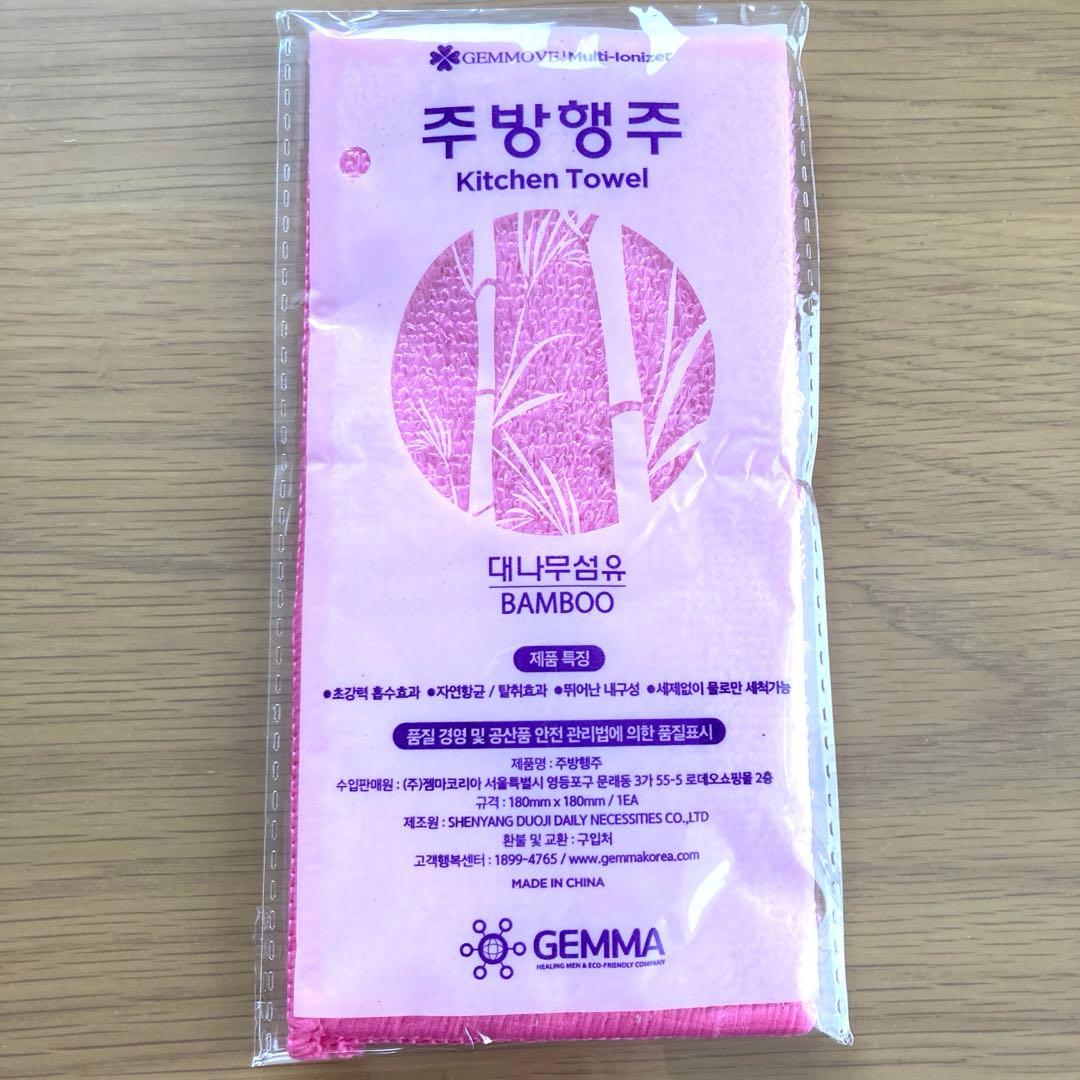 GEMMOVE! Multi-Ionizer
주방행주
Kitchen Towel
대나무섬유
BAMBOO
제품 특징
●초강력 흡수효과 ●자연항균 / 탈취효과 ●뛰어난 내구성 ●세제없이 물로만 세척가능
품질 경영 및 공산품 안전 관리법에 의한 품질표시
제품명 : 주방행주
수입판매원 : (주)젬마코리아 서울특별시 영등포구 문래동 3가 55-5 로데오쇼핑몰 2층
규격 : 180mm x 180mm / 1EA
제조원 : SHENYANG DUOJI DAILY NECESSITIES CO.,LTD
환불 및 교환 : 구입처
고객행복센터 : 1899-4765 / www.gemmakorea.com
MADE IN CHINA
GEMMA
HEALING MEN & ECO-FRIENDLY COMPANY